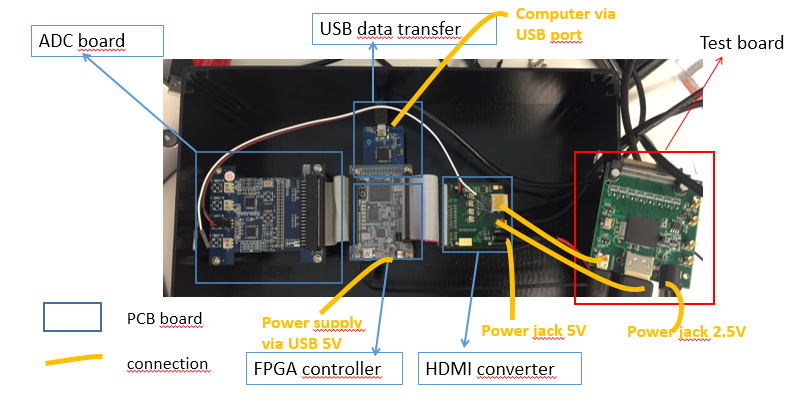 Computer via
USB port
USB data transfer
ADC board
Test board
Power supply
via USB 5V
Power jack 5V
Power jack 2.5V
PCB board
connection
FPGA controller
HDMI converter